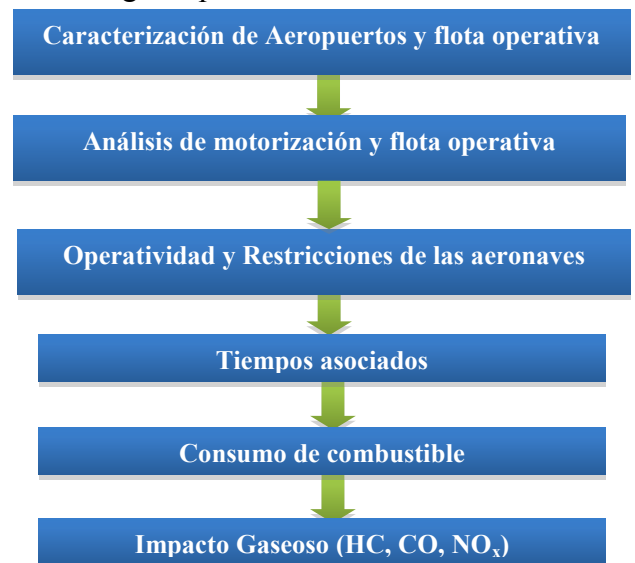 Caracterización de Aeropuertos y flota operativa
Análisis de motorización y flota operativa
Operatividad y Restricciones de las aeronaves
Tiempos asociados
Consumo de combustible
Impacto Gaseoso (HC, CO, NOx)